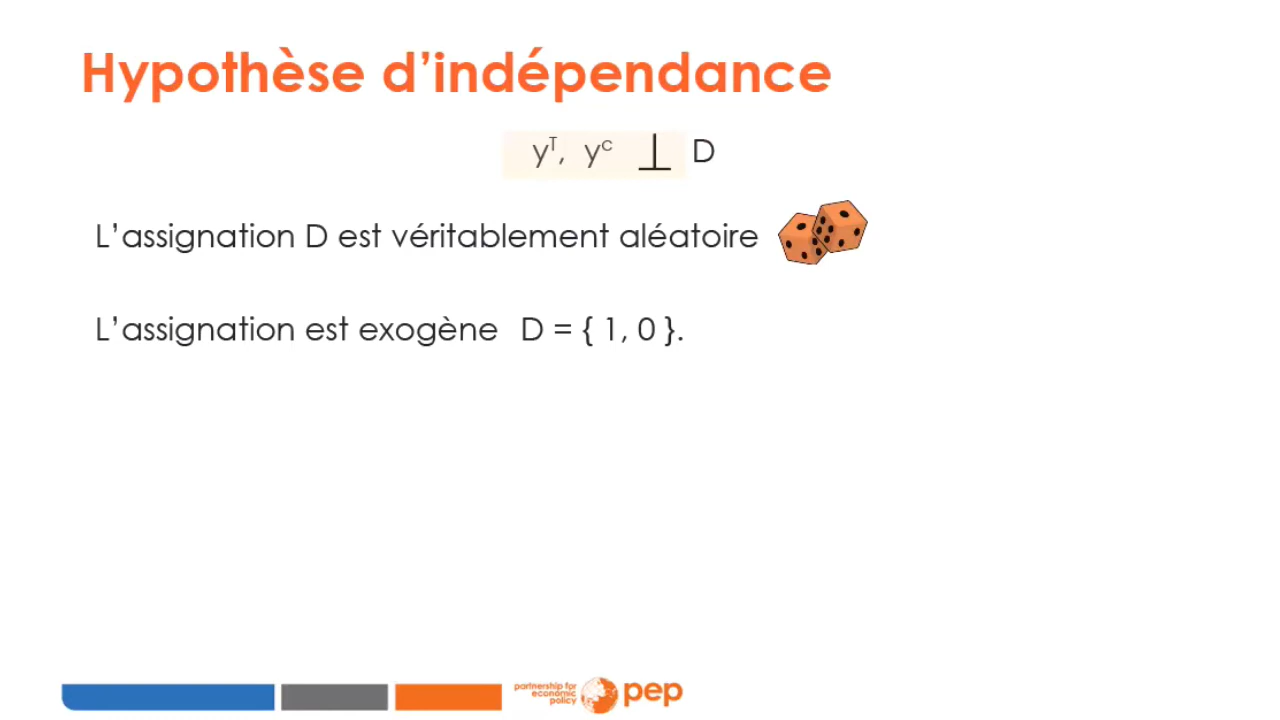 Hypothèse d’indépendance
yᵀ, yᶜ ⊥ D
L’assignation D est véritablement aléatoire
L’assignation est exogène D = { 1, 0 }.
partnership for
economic
policy
pep